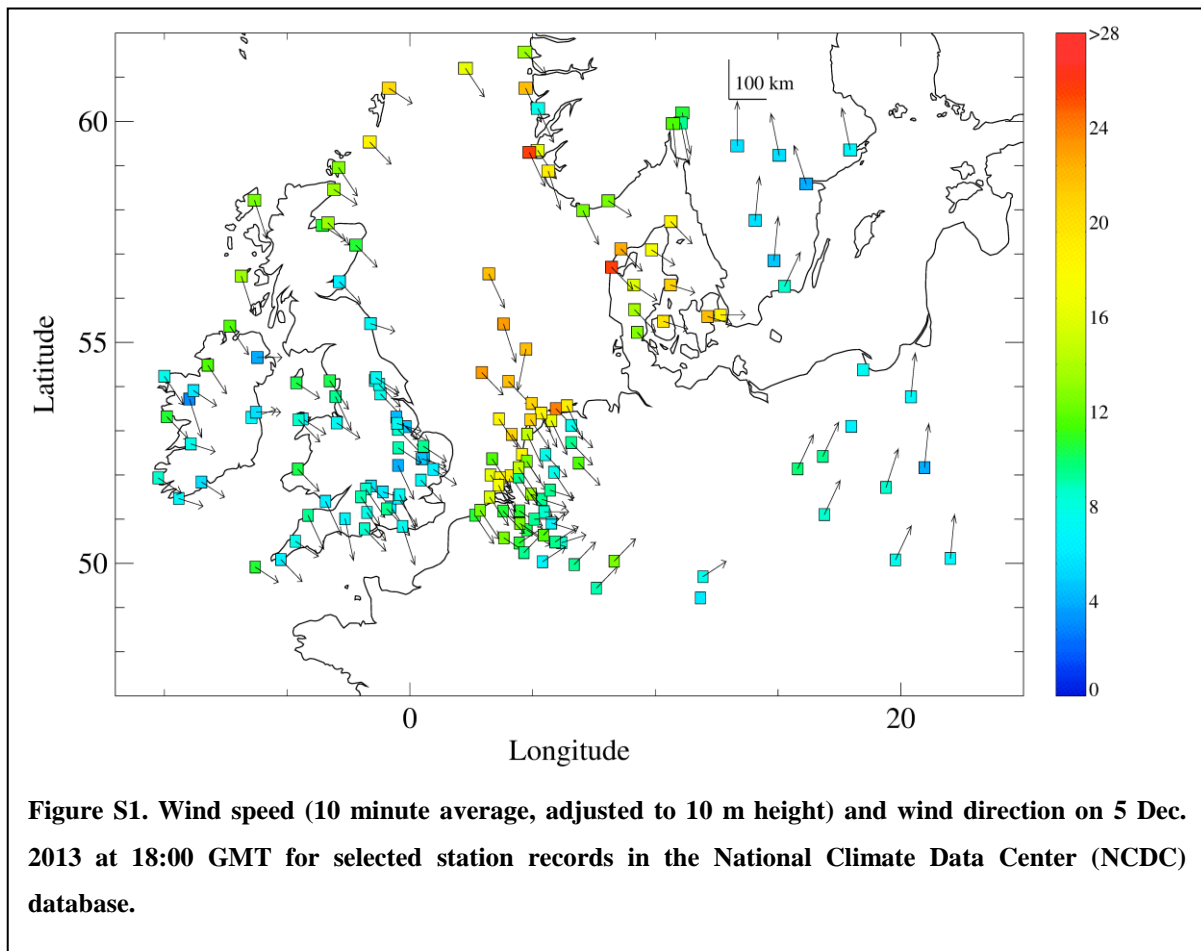 >28
100 km
60
24
20
Latitude
55
16
12
8
50
4
0
0
20
Longitude
Figure S1. Wind speed (10 minute average, adjusted to 10 m height) and wind direction on 5 Dec.
2013 at 18:00 GMT for selected station records in the National Climate Data Center (NCDC)
database.